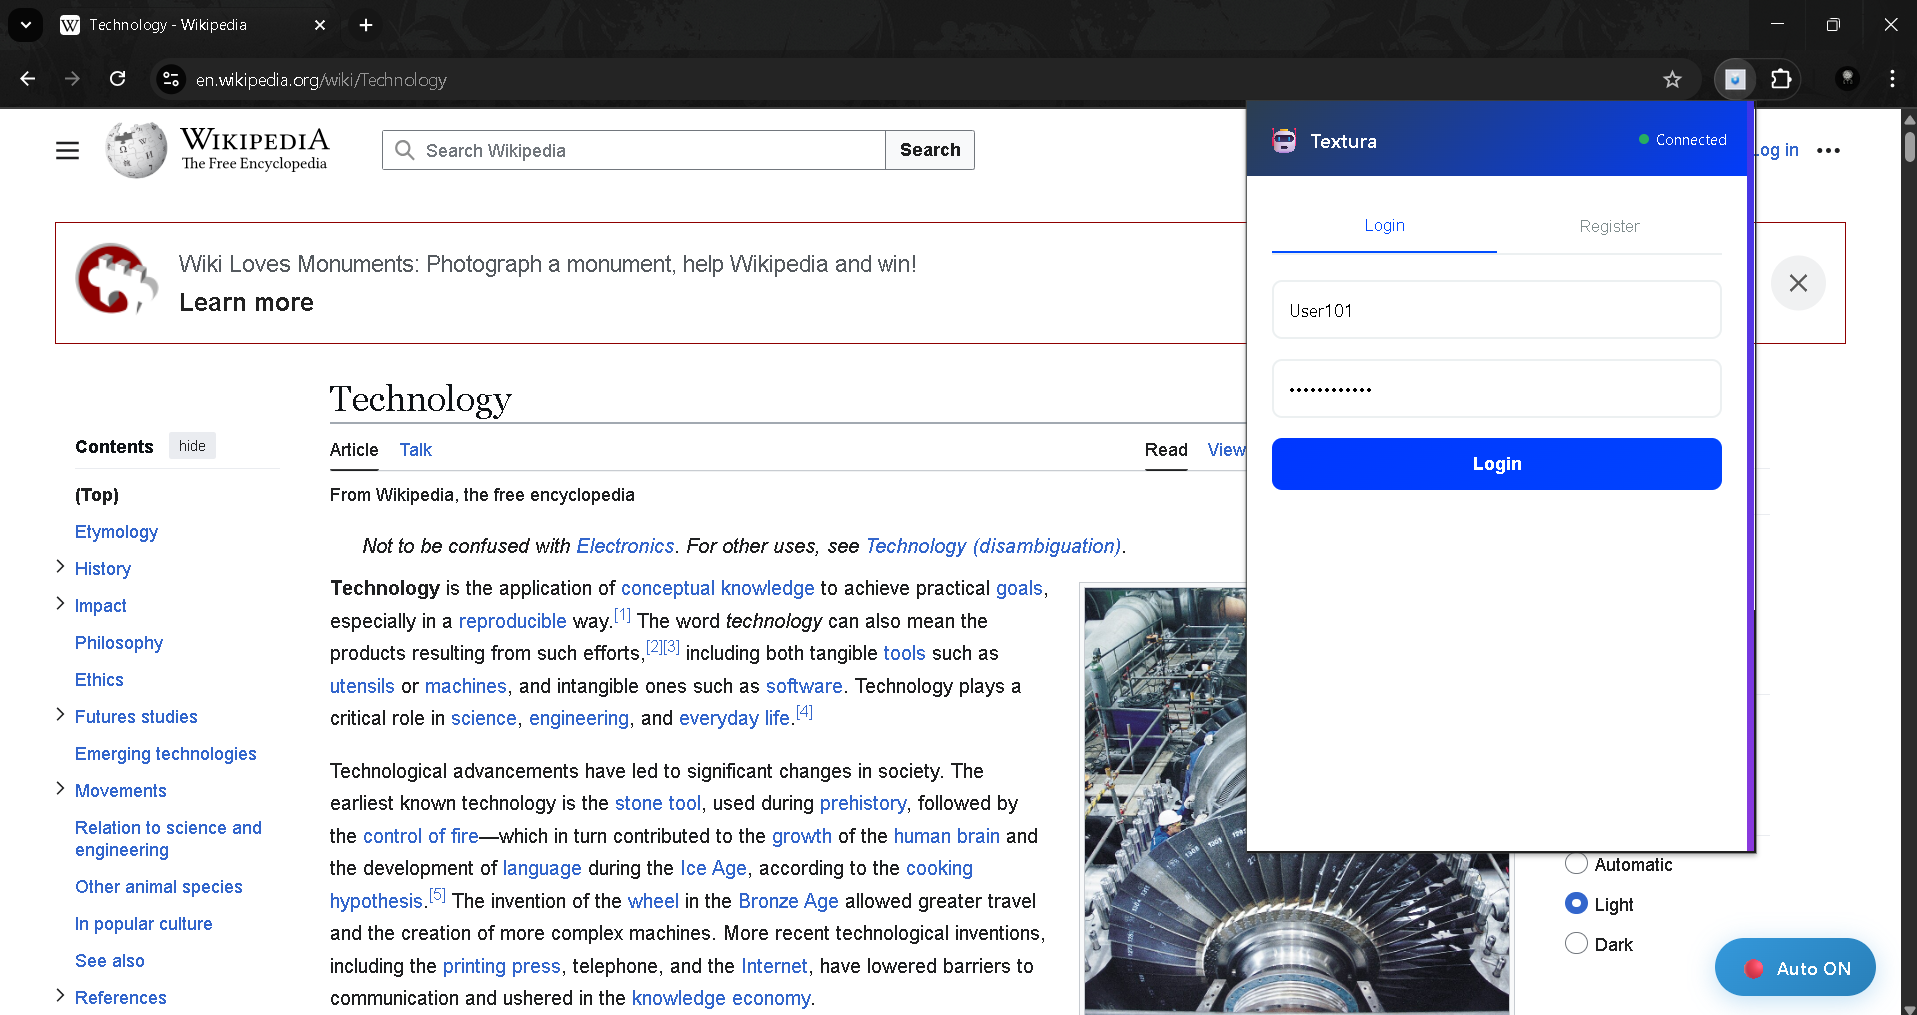 Technology - Wikipedia
en.wikipedia.org/wiki/Technology
WIKIPEDIA
The Free Encyclopedia
Search Wikipedia
Search
Log in
Textura
Connected
Login
Register
User101
••••••••••••
Login
Wiki Loves Monuments: Photograph a monument, help Wikipedia and win!
Learn more
Contents
hide
(Top)
Etymology
History
Impact
Philosophy
Ethics
Futures studies
Emerging technologies
Movements
Relation to science and
engineering
Other animal species
In popular culture
See also
References
Technology
Article
Talk
Read
View
From Wikipedia, the free encyclopedia
Not to be confused with Electronics. For other uses, see Technology (disambiguation).
Technology is the application of conceptual knowledge to achieve practical goals,
especially in a reproducible way.[1] The word technology can also mean the
products resulting from such efforts,[2][3] including both tangible tools such as
utensils or machines, and intangible ones such as software. Technology plays a
critical role in science, engineering, and everyday life.[4]
Technological advancements have led to significant changes in society. The
earliest known technology is the stone tool, used during prehistory, followed by
the control of fire—which in turn contributed to the growth of the human brain and
the development of language during the Ice Age, according to the cooking
hypothesis.[5] The invention of the wheel in the Bronze Age allowed greater travel
and the creation of more complex machines. More recent technological inventions,
including the printing press, telephone, and the Internet, have lowered barriers to
communication and ushered in the knowledge economy.
Automatic
Light
Dark
Auto ON